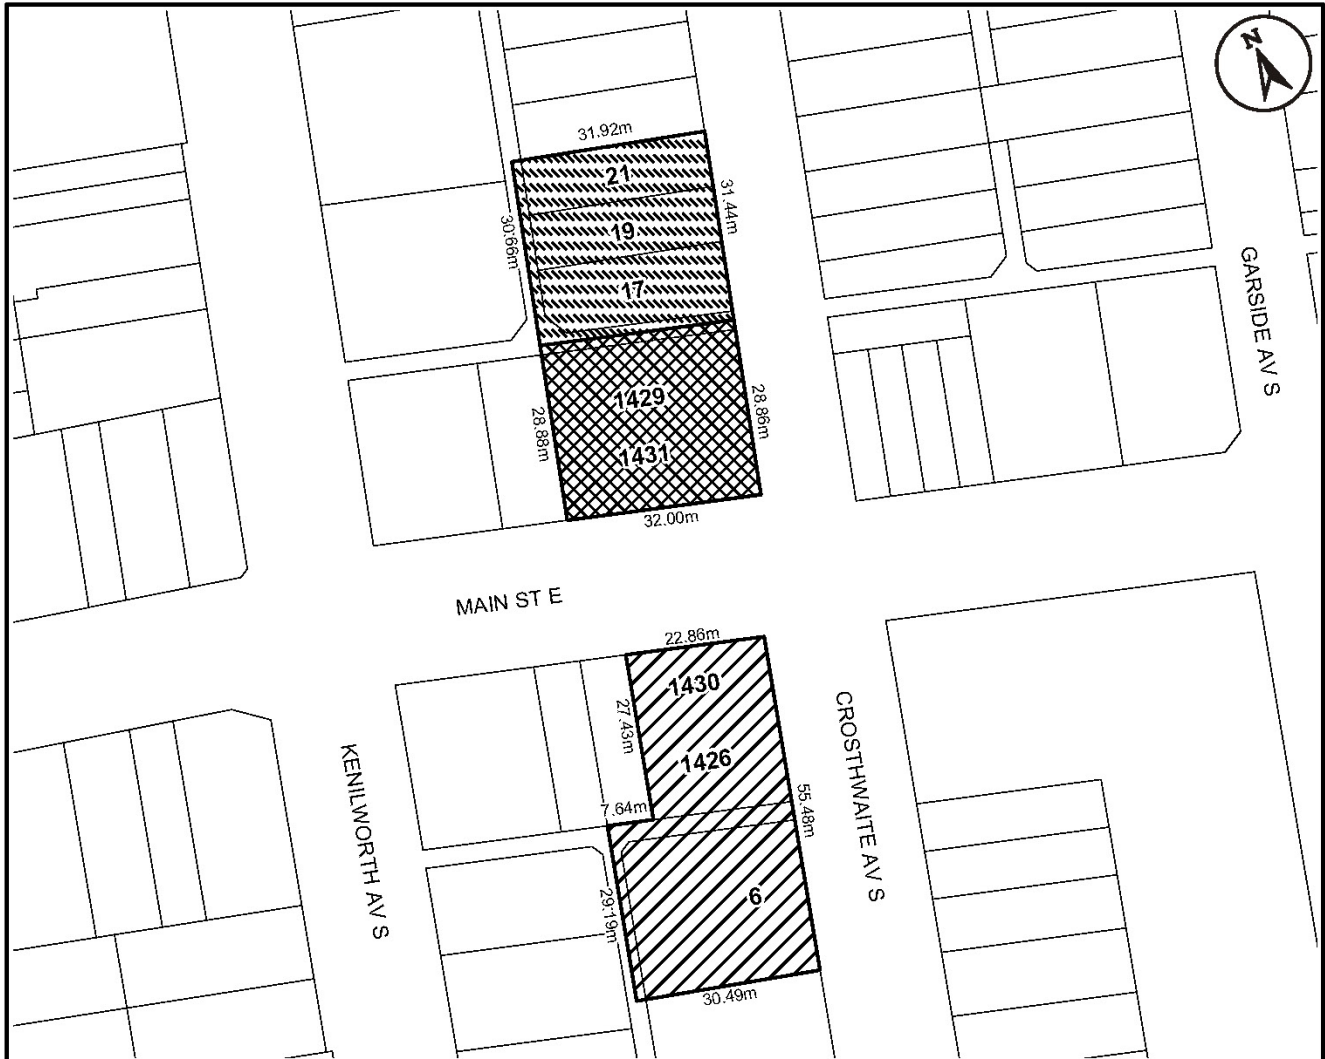 N
31.92m
21
31.44m
19
30.66m
17
GARSIDE AV S
1429
28.86m
28.88m
1431
32.00m
MAIN ST E
22.86m
1430
27.43m
CROSTHWAITE AV S
KENILWORTH AV S
1426
55.48m
7.64m
6
29.19m
30.49m